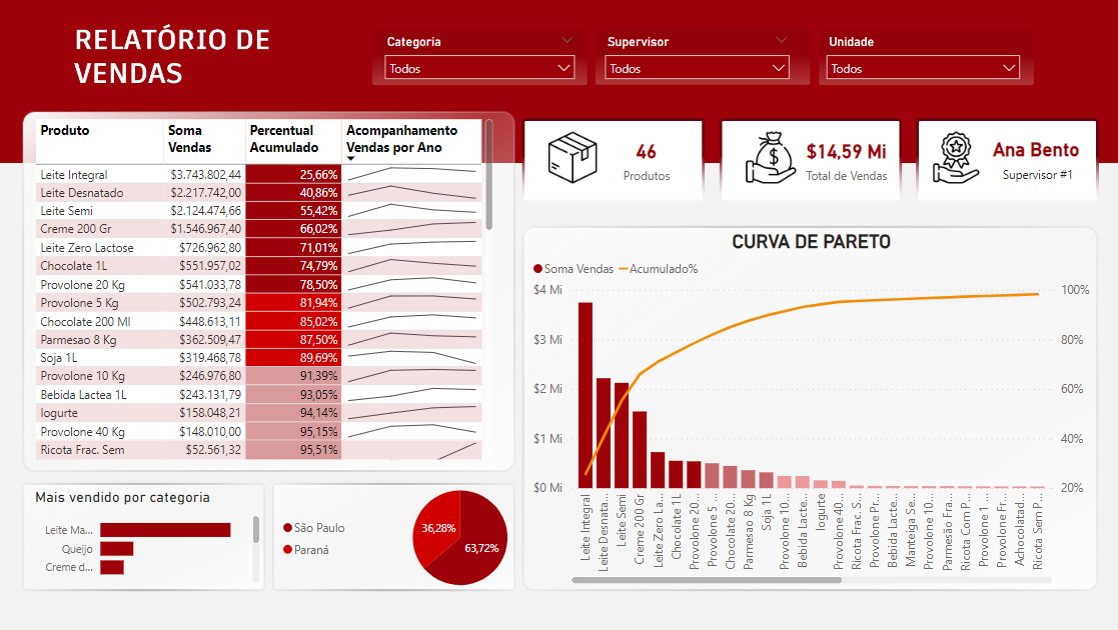 RELATÓRIO DE
VENDAS
Categoria
Todos
Supervisor
Todos
Unidade
Todos
Produto Soma Vendas Percentual Acumulado Acompanhamento Vendas por Ano
Leite Integral $3.743.802,44 25,66%
Leite Desnatado $2.217.742,00 40,86%
Leite Semi $2.124.474,66 55,42%
Creme 200 Gr $1.546.967,40 66,02%
Leite Zero Lactose $726.962,80 71,01%
Chocolate 1L $551.957,02 74,79%
Provolone 20 Kg $541.033,78 78,50%
Provolone 5 Kg $502.793,24 81,94%
Chocolate 200 Ml $448.613,11 85,02%
Parmesao 8 Kg $362.509,47 87,50%
Soja 1L $319.468,78 89,69%
Provolone 10 Kg $246.976,80 91,39%
Bebida Lactea 1L $243.131,79 93,05%
Iogurte $158.048,21 94,14%
Provolone 40 Kg $148.010,00 95,15%
Ricota Frac. Sem $52.561,32 95,51%
46
Produtos
$14,59 Mi
Total de Vendas
Ana Bento
Supervisor #1
CURVA DE PARETO
Soma Vendas Acumulado%
$4 Mi
$3 Mi
$2 Mi
$1 Mi
$0 Mi
100%
80%
60%
40%
20%
Leite Integral
Leite Desnata...
Leite Semi
Creme 200 Gr
Leite Zero La...
Chocolate 1L
Provolone 20...
Provolone 5 ...
Chocolate 20...
Parmesao 8 Kg
Soja 1L
Provolone 10...
Bebida Lacte...
Iogurte
Provolone 40...
Ricota Frac. S...
Provolone Pr...
Bebida Lacte...
Manteiga Se...
Provolone 10...
Parmesão Fra...
Ricota Com P...
Provolone 1 ...
Provolone Fr...
Achocolatad...
Ricota Sem P...
Mais vendido por categoria
Leite Ma...
Queijo
Creme d...
São Paulo
Paraná
36,28%
63,72%